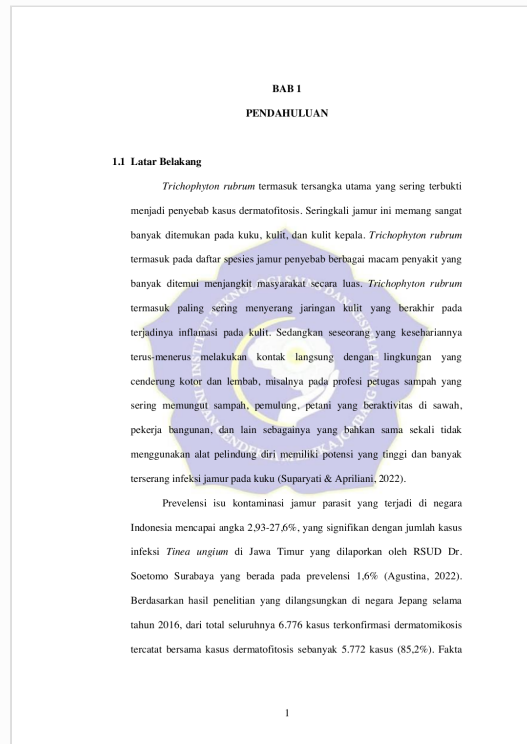 BAB 1
PENDAHULUAN
1.1 Latar Belakang
Trichophyton rubrum termasuk tersangka utama yang sering terbukti
menjadi penyebab kasus dermatofitosis. Seringkali jamur ini memang sangat
banyak ditemukan pada kuku, kulit, dan kulit kepala. Trichophyton rubrum
termasuk pada daftar spesies jamur penyebab berbagai macam penyakit yang
banyak ditemui menjangkit masyarakat secara luas. Trichophyton rubrum
termasuk paling sering menyerang jaringan kulit yang berakhir pada
terjadinya inflamasi pada kulit. Sedangkan seseorang yang kesehariannya
terus-menerus melakukan kontak langsung dengan lingkungan yang
cenderung kotor dan lembab, misalnya pada profesi petugas sampah yang
sering memungut sampah, pemulung, petani yang beraktivitas di sawah,
pekerja bangunan, dan lain sebagainya yang bahkan sama sekali tidak
menggunakan alat pelindung diri memiliki potensi yang tinggi dan banyak
terserang infeksi jamur pada kuku (Suparyati & Apriliani, 2022).
Prevelensi isu kontaminasi jamur parasit yang terjadi di negara
Indonesia mencapai angka 2,93-27,6%, yang signifikan dengan jumlah kasus
infeksi Tinea ungium di Jawa Timur yang dilaporkan oleh RSUD Dr.
Soetomo Surabaya yang berada pada prevelensi 1,6% (Agustina, 2022).
Berdasarkan hasil penelitian yang dilangsungkan di negara Jepang selama
tahun 2016, dari total seluruhnya 6.776 kasus terkonfirmasi dermatomikosis
tercatat bersama kasus dermatofitosis sebanyak 5.772 kasus (85,2%). Fakta
1